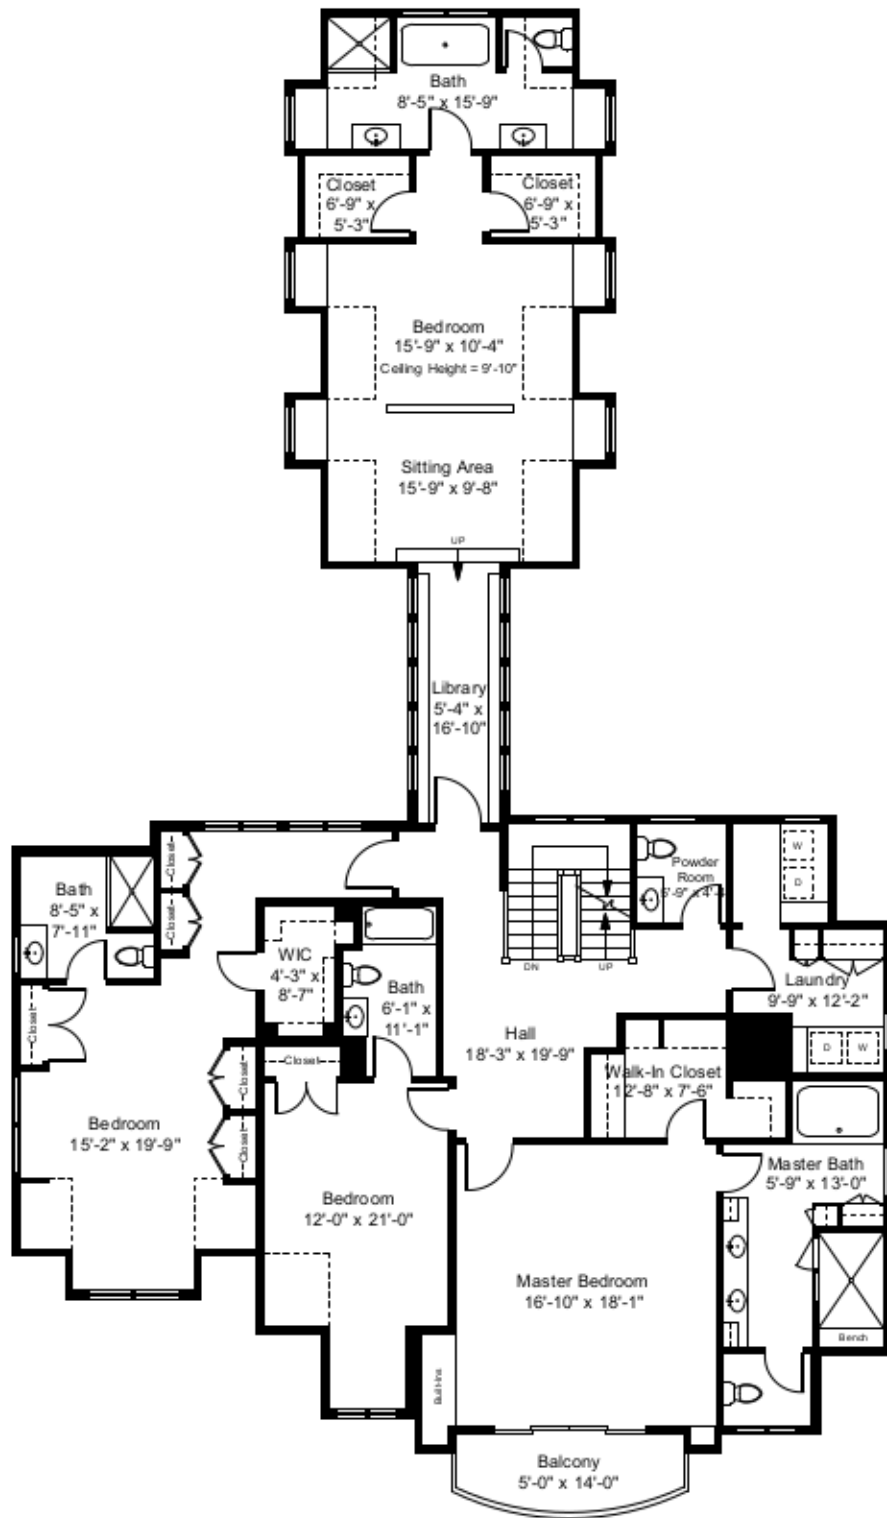 Bath
8'-5" x 15'-9"
Closet
6'-9" x
5'-3"
Closet
6'-9" x
5'-3"
Bedroom
15'-9" x 10'-4"
Ceiling Height = 9'-10"
Sitting Area
15'-9" x 9'-8"
UP
Library
5'-4" x
16'-10"
Closet
Closet
Bath
8'-5" x
7'-11"
Closet
WIC
4'-3" x
8'-7"
Bath
6'-1" x
11'-1"
DN
UP
Powder
Room
W
D
Laundry
9'-9" x 12'-2"
D
W
Hall
18'-3" x 19'-9"
Walk-In Closet
12'-8" x 7'-6"
Closet
Closet
Closet
Bedroom
15'-2" x 19'-9"
Bedroom
12'-0" x 21'-0"
Master Bath
5'-9" x 13'-0"
Master Bedroom
16'-10" x 18'-1"
Bench
Built-Ins
Balcony
5'-0" x 14'-0"